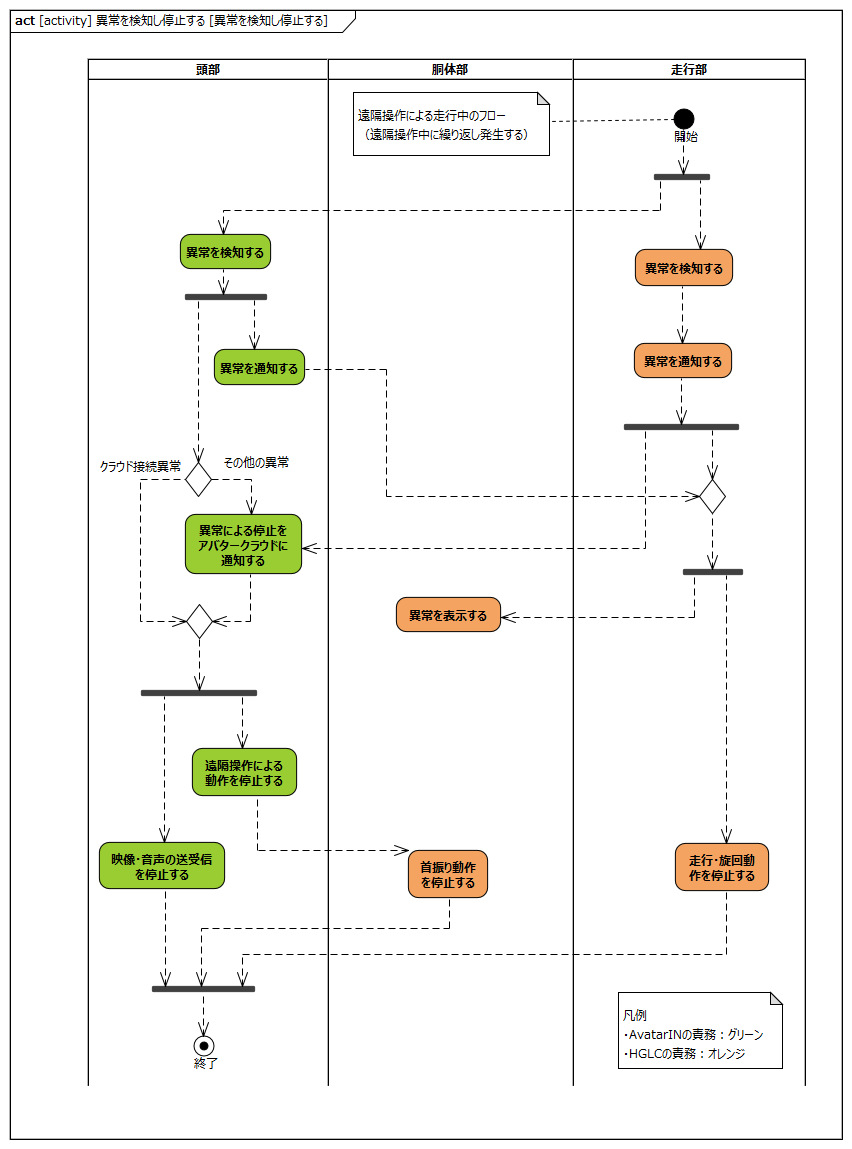 act [activity] 異常を検知し停止する [異常を検知し停止する]
頭部
胴体部
走行部
遠隔操作による走行中のフロー
（遠隔操作中に繰り返し発生する）
開始
異常を検知する
異常を検知する
異常を通知する
異常を通知する
クラウド接続異常
その他の異常
異常による停止を
アバタークラウドに
通知する
異常を表示する
遠隔操作による
動作を停止する
映像・音声の送受信
を停止する
首振り動作
を停止する
走行・旋回動
作を停止する
凡例
・AvatarINの責務：グリーン
・HGLCの責務：オレンジ
終了